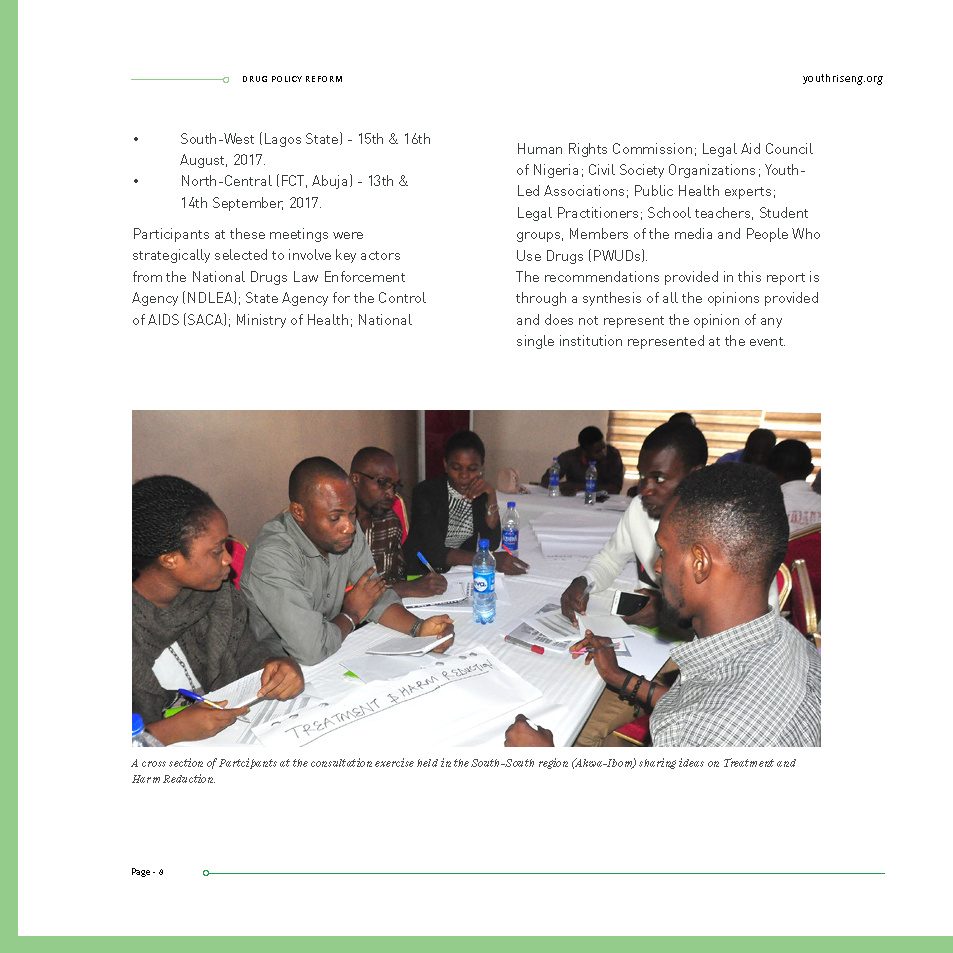 DRUG POLICY REFORM
youthriseng.org
• South-West (Lagos State) - 15th & 16th
August, 2017.
• North-Central (FCT, Abuja) - 13th &
14th September, 2017.
Participants at these meetings were
strategically selected to involve key actors
from the National Drugs Law Enforcement
Agency (NDLEA); State Agency for the Control
of AIDS (SACA); Ministry of Health; National
Human Rights Commission; Legal Aid Council
of Nigeria; Civil Society Organizations; Youth-
Led Associations; Public Health experts;
Legal Practitioners; School teachers, Student
groups, Members of the media and People Who
Use Drugs (PWUDs).
The recommendations provided in this report is
through a synthesis of all the opinions provided
and does not represent the opinion of any
single institution represented at the event.
TREATMENT & HARM REDUCTION
A cross section of Partcipants at the consultation exercise held in the South-South region (Akwa-Ibom) sharing ideas on Treatment and
Harm Reduction.
Page - 8